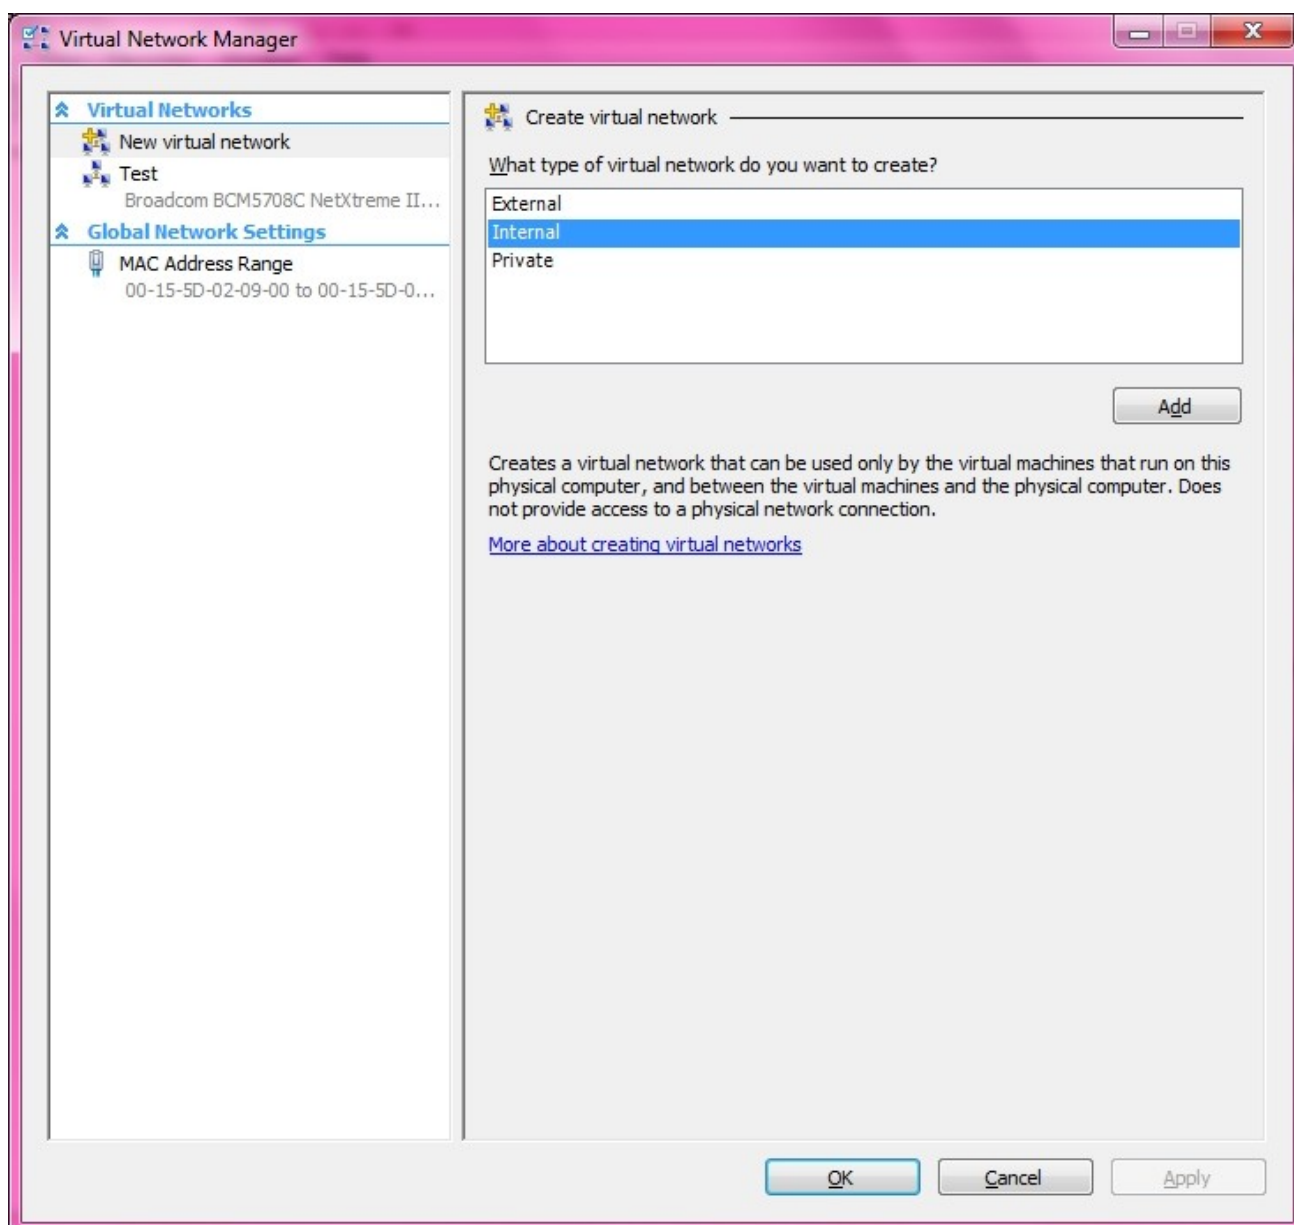 Virtual Network Manager
Virtual Networks
New virtual network
Test
Broadcom BCM5708C NetXtreme II...
Global Network Settings
MAC Address Range
00-15-5D-02-09-00 to 00-15-5D-0...
Create virtual network
What type of virtual network do you want to create?
External
Internal
Private
Add
Creates a virtual network that can be used only by the virtual machines that run on this
physical computer, and between the virtual machines and the physical computer. Does
not provide access to a physical network connection.
More about creating virtual networks
OK
Cancel
Apply